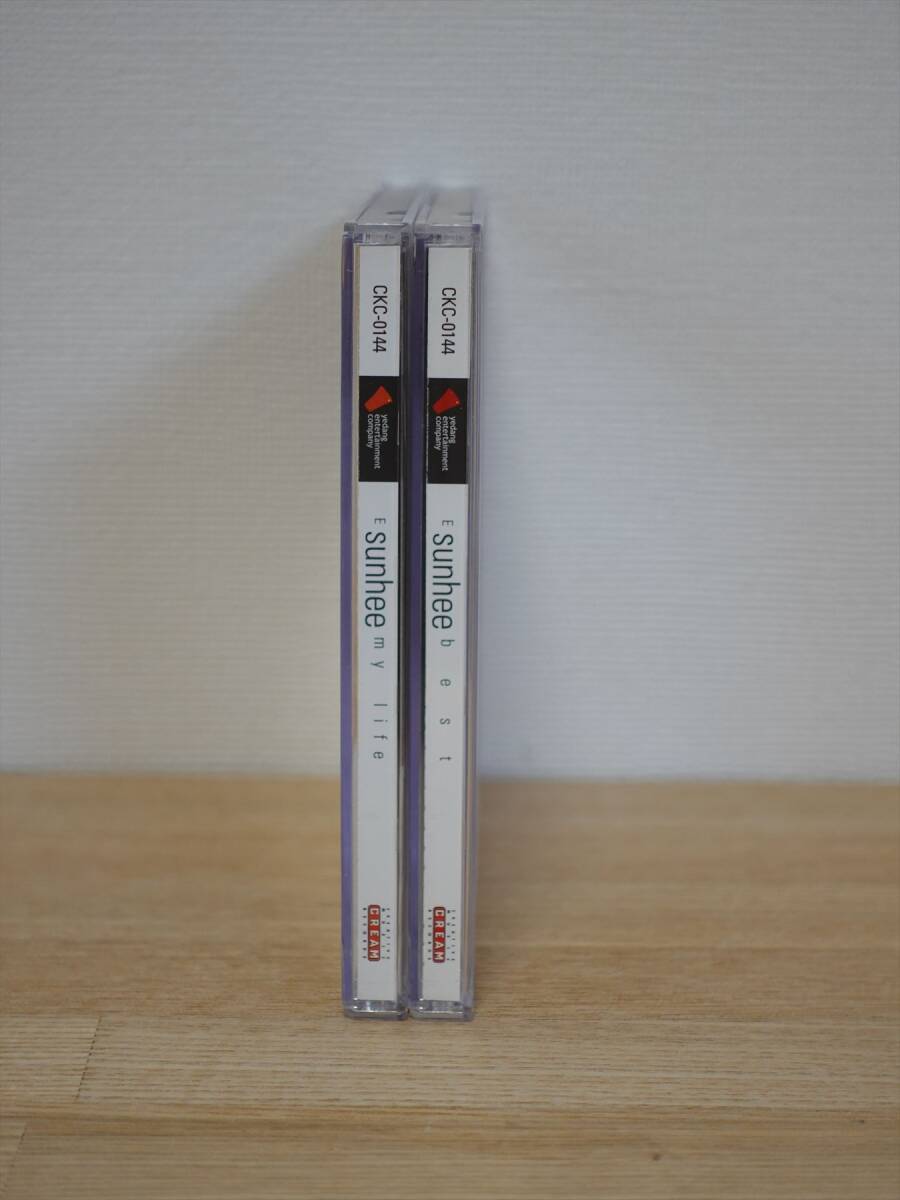 CKC-0144
yedang
entertainment
company
E sunhee my life
CREAM
CKC-0144
yedang
entertainment
company
E sunhee best
CREAM